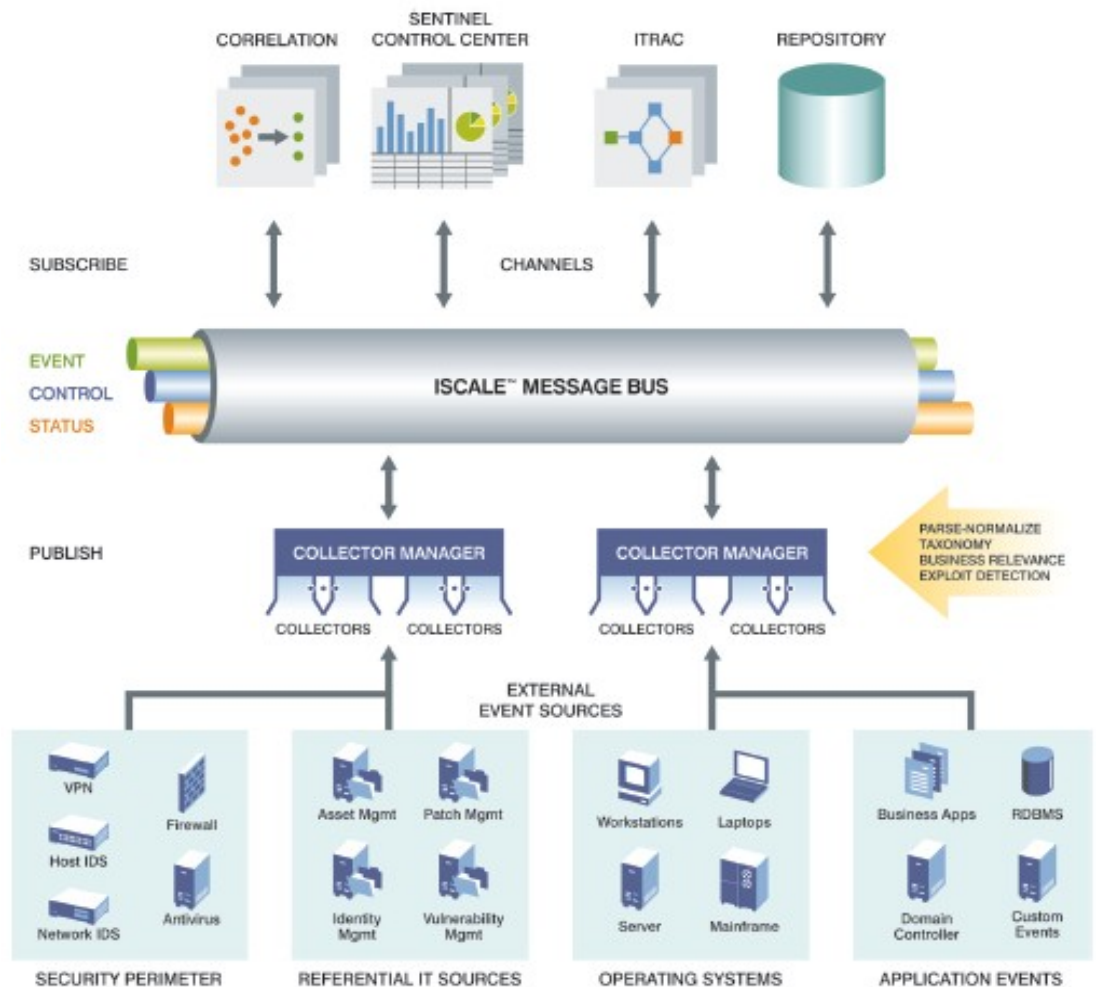 CORRELATION
SENTINEL
CONTROL CENTER
ITRAC
REPOSITORY
SUBSCRIBE
CHANNELS
EVENT
CONTROL
STATUS
ISCALE™ MESSAGE BUS
PUBLISH
COLLECTOR MANAGER
COLLECTOR MANAGER
PARSE-NORMALIZE
TAXONOMY
BUSINESS RELEVANCE
EXPLOIT DETECTION
COLLECTORS
COLLECTORS
COLLECTORS
COLLECTORS
EXTERNAL
EVENT SOURCES
VPN
Firewall
Host IDS
Antivirus
Network IDS
SECURITY PERIMETER
Asset Mgmt
Patch Mgmt
Identity
Mgmt
Vulnerability
Mgmt
REFERENTIAL IT SOURCES
Workstations
Laptops
Server
Mainframe
OPERATING SYSTEMS
Business Apps
RDBMS
Domain
Controller
Custom
Events
APPLICATION EVENTS